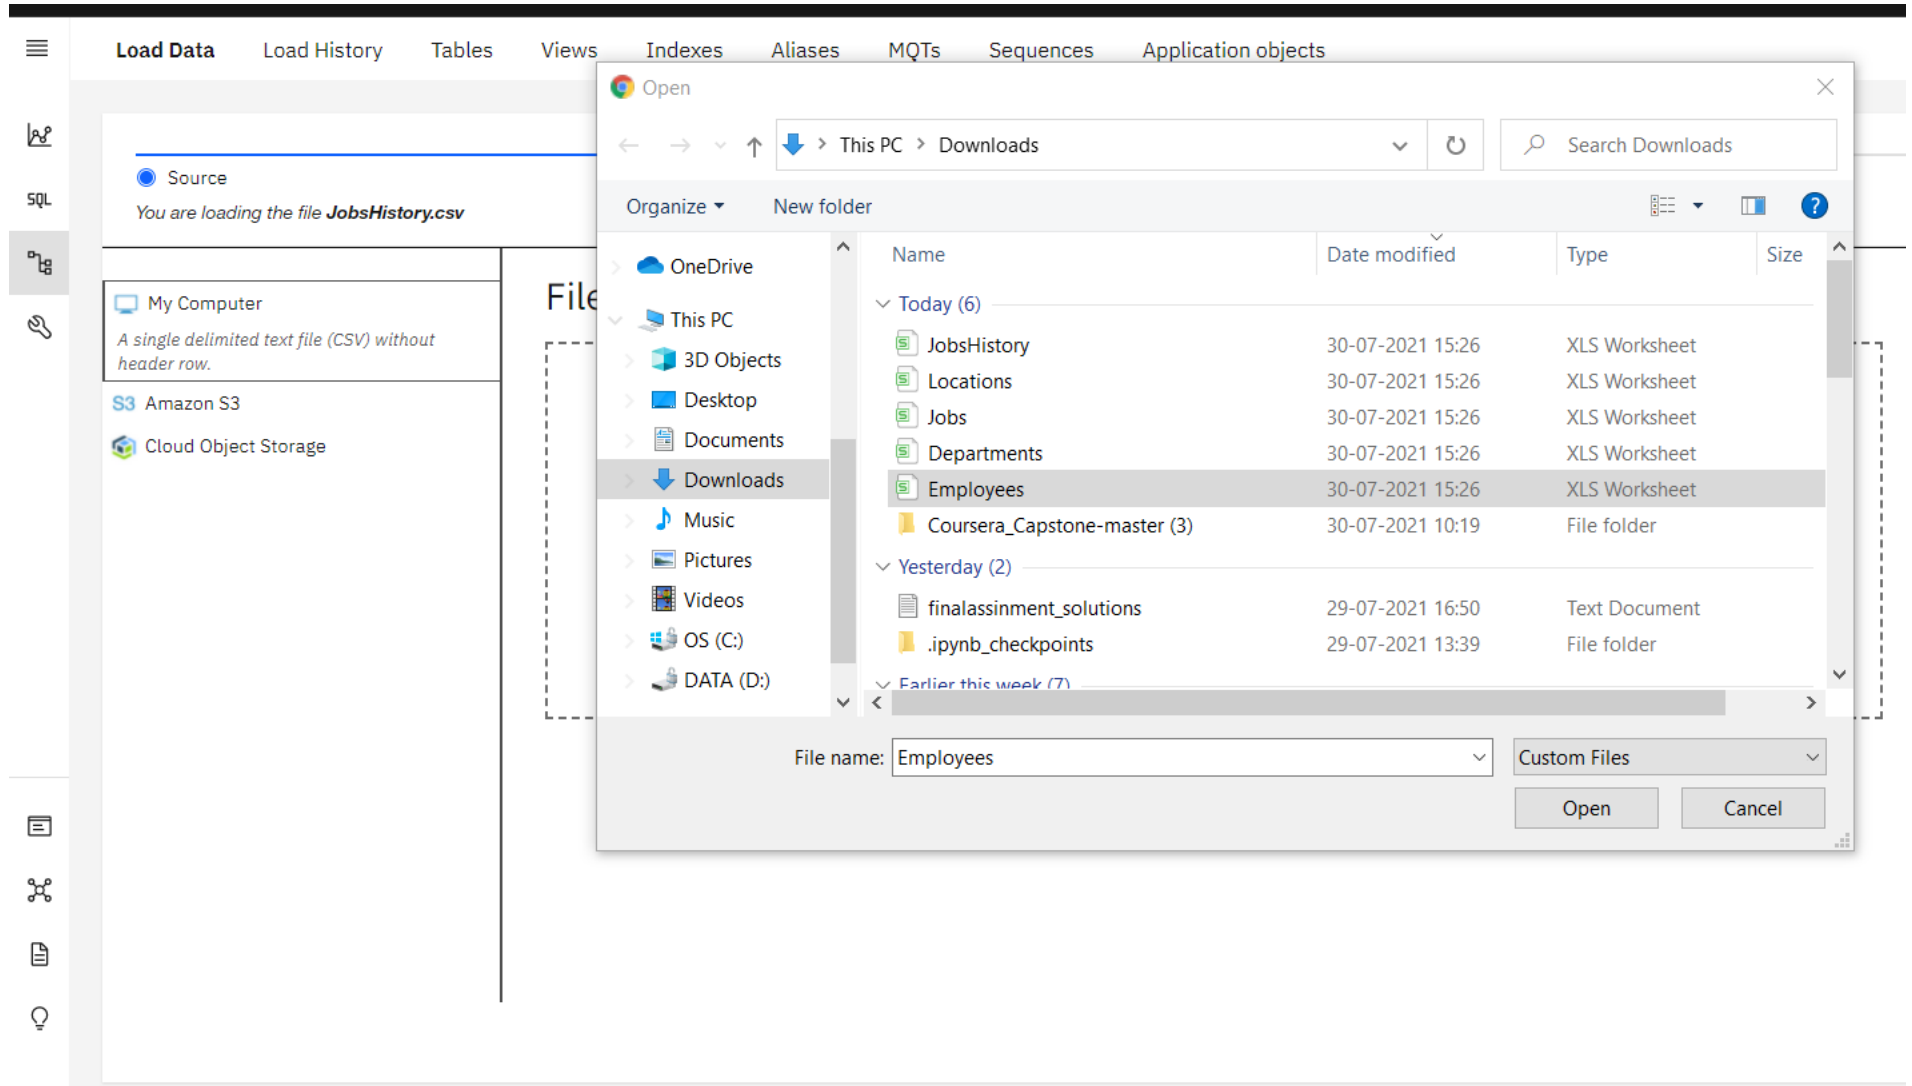 Load Data Load History Tables Views Indexes Aliases MQTs Sequences Application objects
Open
This PC > Downloads
Search Downloads
Source
You are loading the file JobsHistory.csv
SQL
Organize New folder
?
My Computer
A single delimited text file (CSV) without
header row.
S3 Amazon S3
Cloud Object Storage
File
OneDrive
This PC
3D Objects
Desktop
Documents
Downloads
Music
Pictures
Videos
OS (C:)
DATA (D:)
Name Date modified Type Size
Today (6)
JobsHistory 30-07-2021 15:26 XLS Worksheet
Locations 30-07-2021 15:26 XLS Worksheet
Jobs 30-07-2021 15:26 XLS Worksheet
Departments 30-07-2021 15:26 XLS Worksheet
Employees 30-07-2021 15:26 XLS Worksheet
Coursera_Capstone-master (3) 30-07-2021 10:19 File folder
Yesterday (2)
finalassinment_solutions 29-07-2021 16:50 Text Document
.ipynb_checkpoints 29-07-2021 13:39 File folder
Earlier this week (7)
File name: Employees Custom Files
Open Cancel